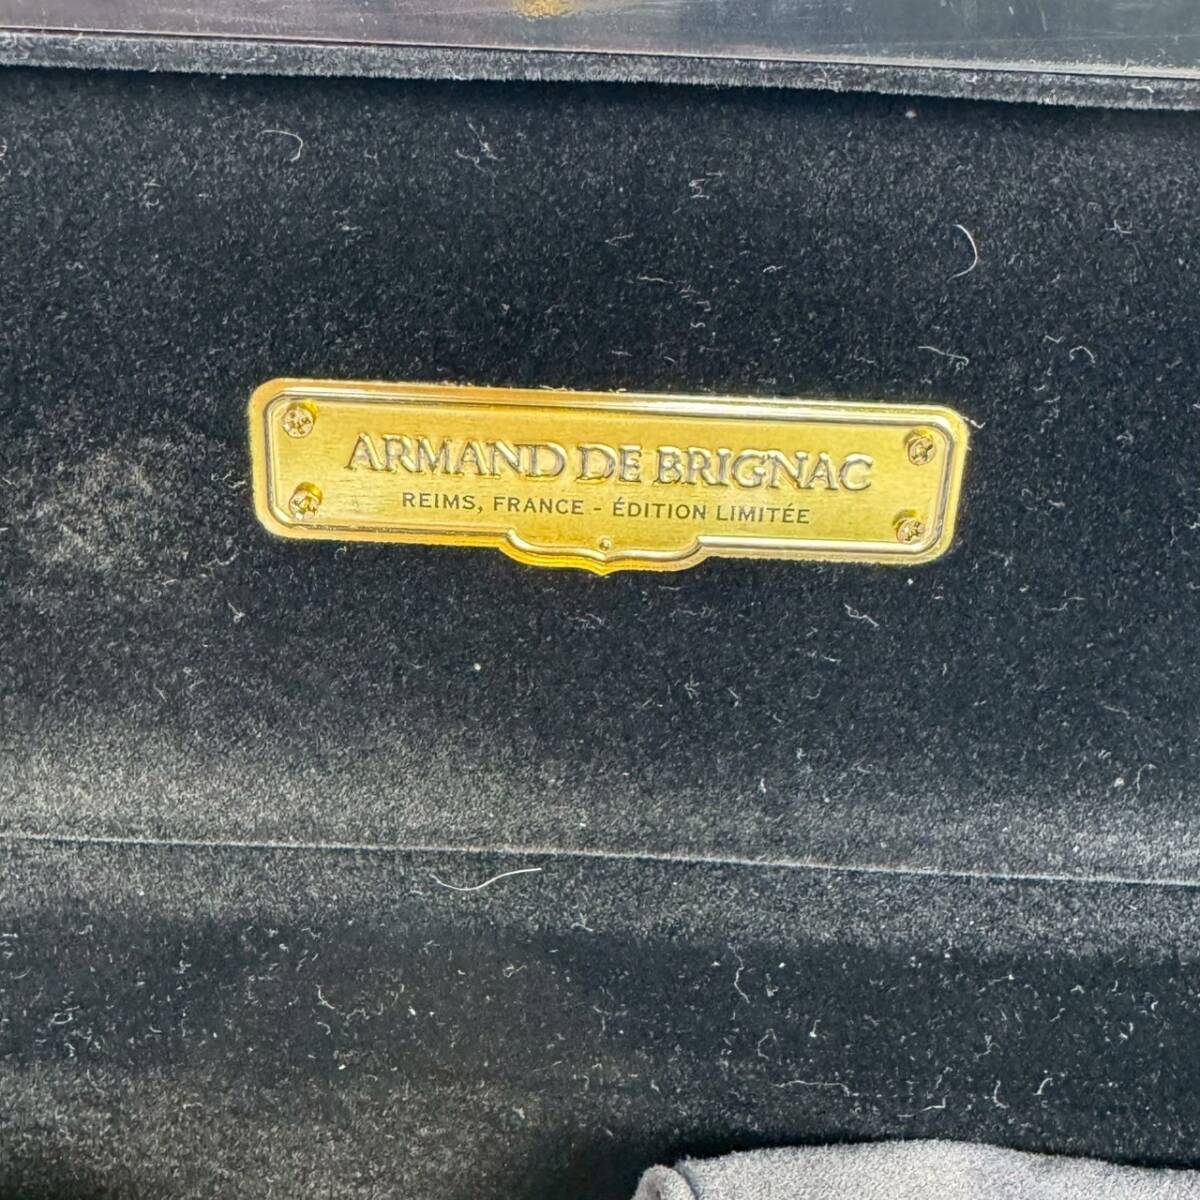 ARMAND DE BRIGNAC
REIMS, FRANCE - ÉDITION LIMITÉE